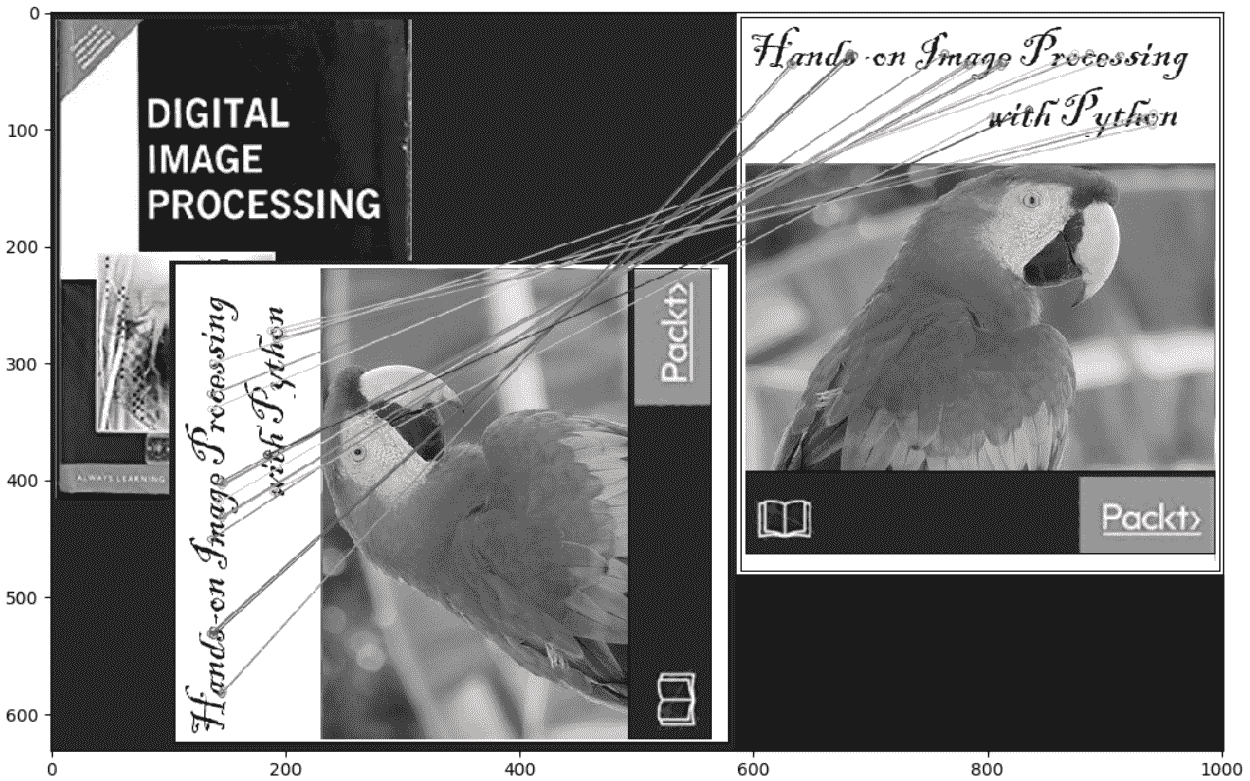 0
100
200
300
400
500
600
0
200
400
600
800
1000
DIGITAL
IMAGE
PROCESSING
ALWAYS LEARNING
Hands-on Image Processing
with Python
Packt>
Hands-on Image Processing
with Python
Packt>